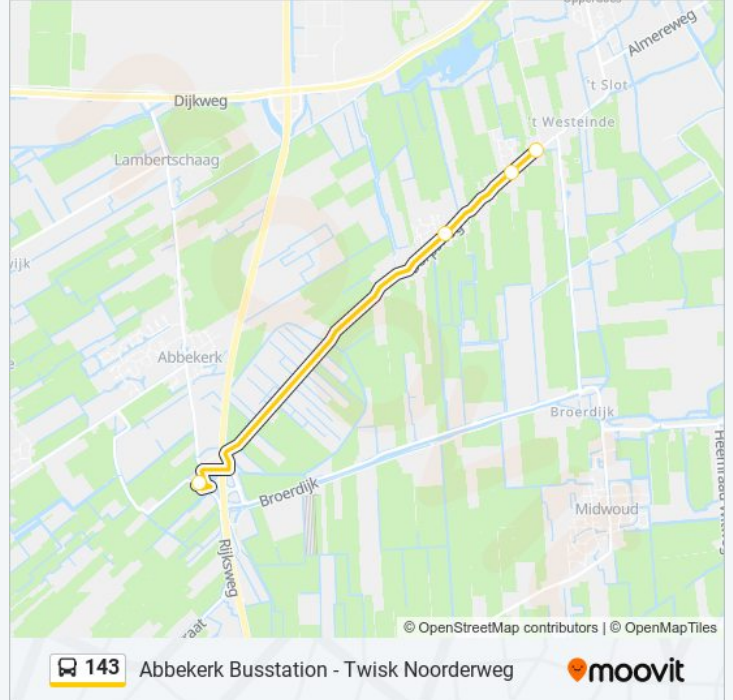 Almereweg
't Slot
Dijkweg
't Westeinde
Lambertschaag
Abbekerk
Broerdijk
Broerdijk
Midwoud
Rijksweg
© OpenStreetMap contributors | © OpenMapTiles
143 Abbekerk Busstation - Twisk Noorderweg moovit